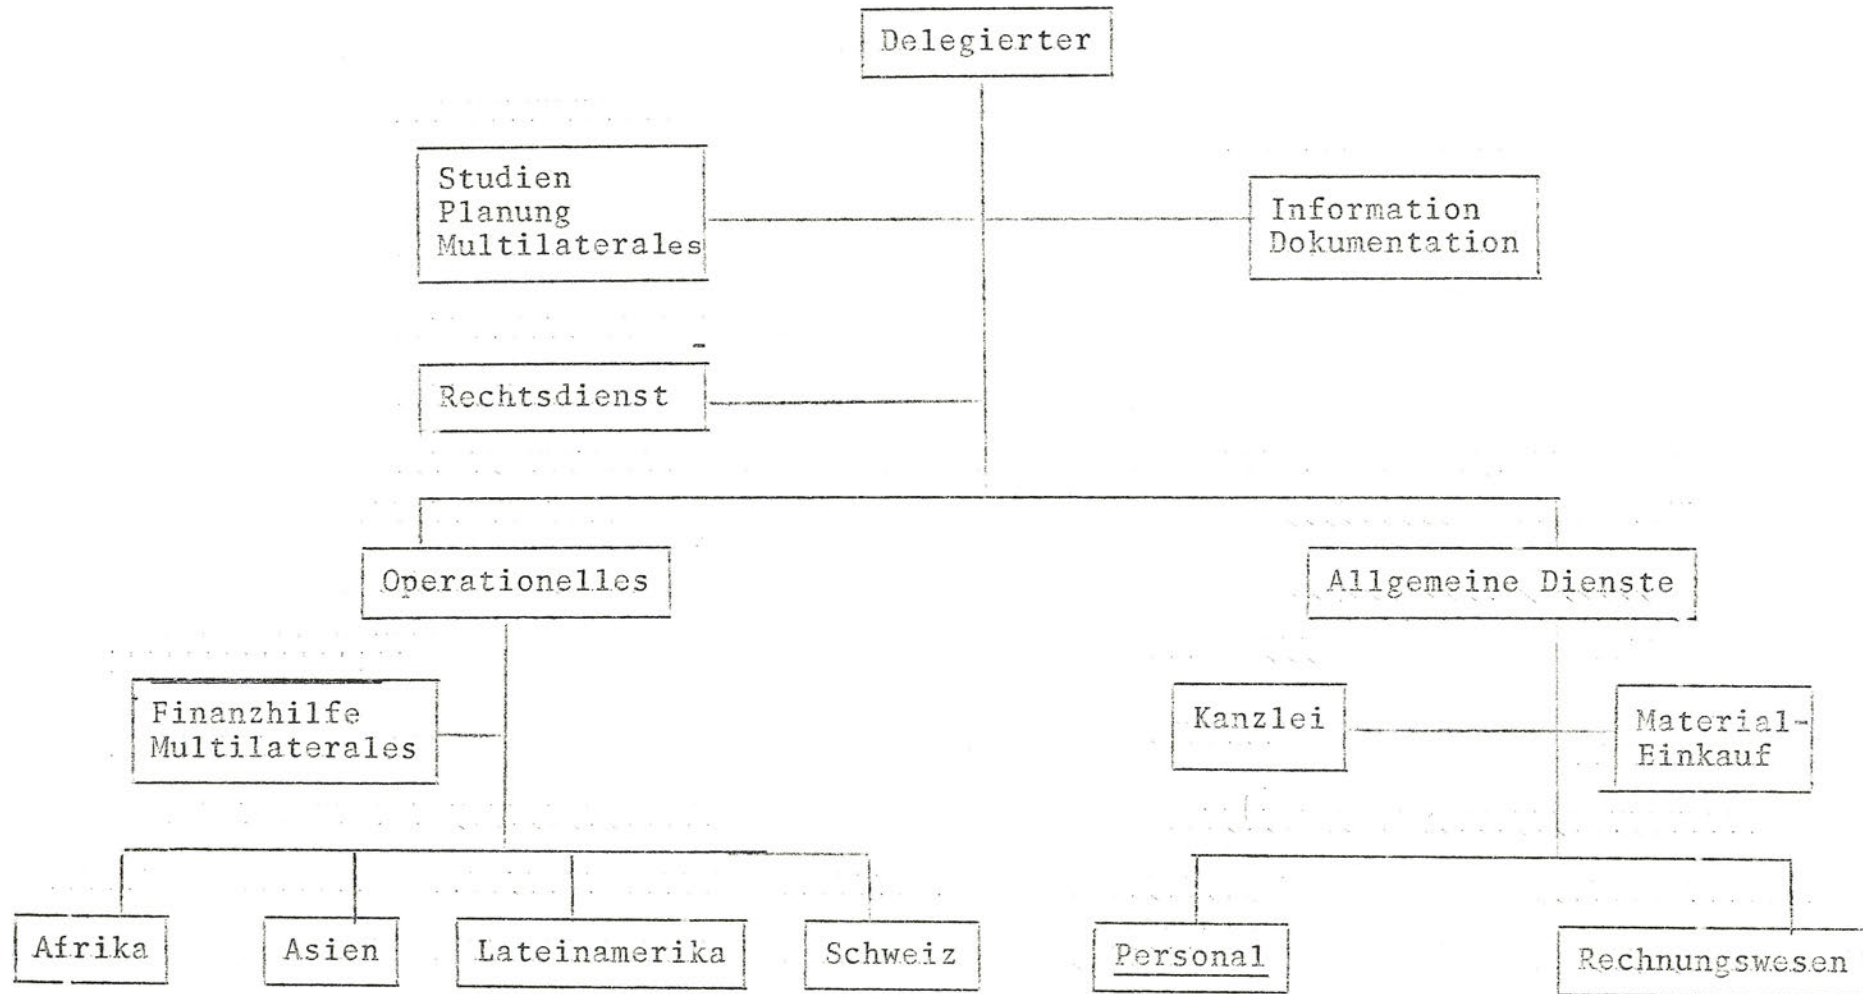 Delegierter
Studien
Planung
Multilaterales
Information
Dokumentation
Rechtsdienst
Operationelles
Allgemeine Dienste
Finanzhilfe
Multilaterales
Kanzlei
Material-
Einkauf
Afrika
Asien
Lateinamerika
Schweiz
Personal
Rechnungswesen